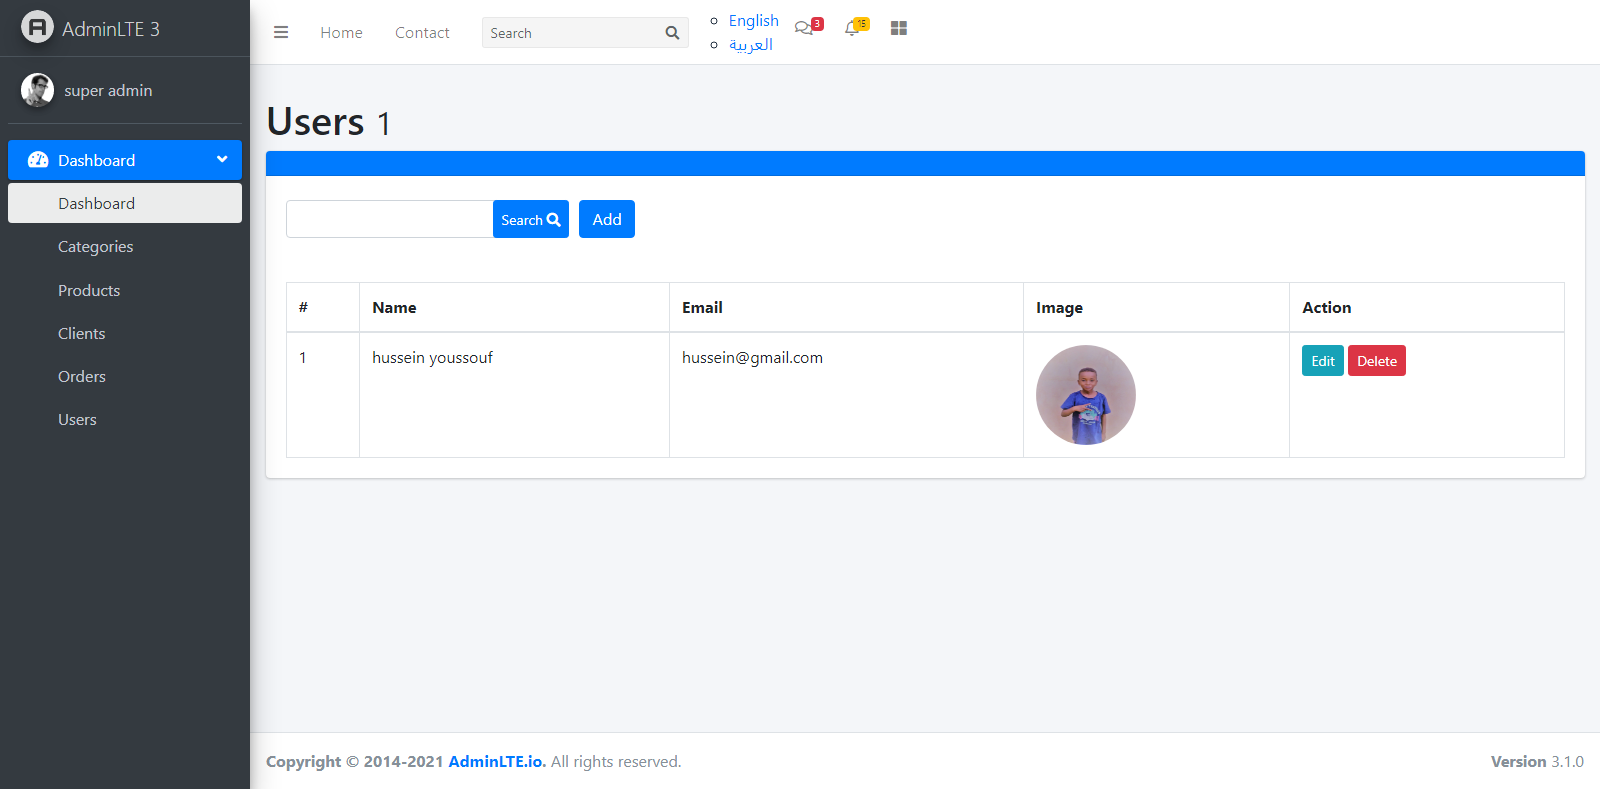 AdminLTE 3
super admin
Dashboard
Dashboard
Categories
Products
Clients
Orders
Users
Home
Contact
Search
English
العربية
3
15
Users 1
Search
Add
# Name Email Image Action
1 hussein youssouf hussein@gmail.com Edit Delete
Copyright © 2014-2021 AdminLTE.io. All rights reserved.
Version 3.1.0